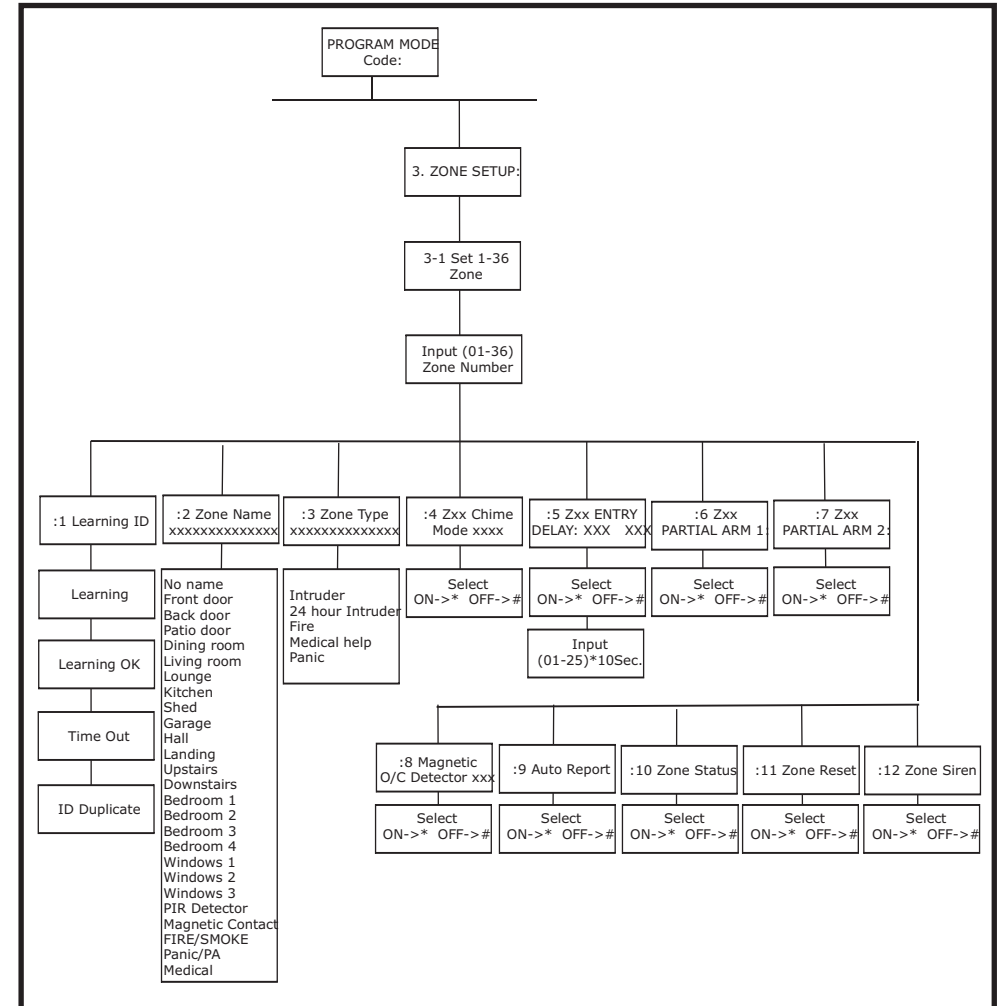 PROGRAM MODE
Code:
3. ZONE SETUP:
3-1 Set 1-36
Zone
Input (01-36)
Zone Number
:1 Learning ID
Learning
Learning OK
Time Out
ID Duplicate
:2 Zone Name
xxxxxxxxxxxxxx
No name
Front door
Back door
Patio door
Dining room
Living room
Lounge
Kitchen
Shed
Garage
Hall
Landing
Upstairs
Downstairs
Bedroom 1
Bedroom 2
Bedroom 3
Bedroom 4
Windows 1
Windows 2
Windows 3
PIR Detector
Magnetic Contact
FIRE/SMOKE
Panic/PA
Medical
:3 Zone Type
xxxxxxxxxxxxxx
Intruder
24 hour Intruder
Fire
Medical help
Panic
:4 Zxx Chime
Mode xxxx
Select
ON->* OFF->#
:5 Zxx ENTRY
DELAY: XXX XXX
Select
ON->* OFF->#
Input
(01-25)*10Sec.
:6 Zxx
PARTIAL ARM 1:
Select
ON->* OFF->#
:7 Zxx
PARTIAL ARM 2:
Select
ON->* OFF->#
:8 Magnetic
O/C Detector xxx
Select
ON->* OFF->#
:9 Auto Report
Select
ON->* OFF->#
:10 Zone Status
Select
ON->* OFF->#
:11 Zone Reset
Select
ON->* OFF->#
:12 Zone Siren
Select
ON->* OFF->#